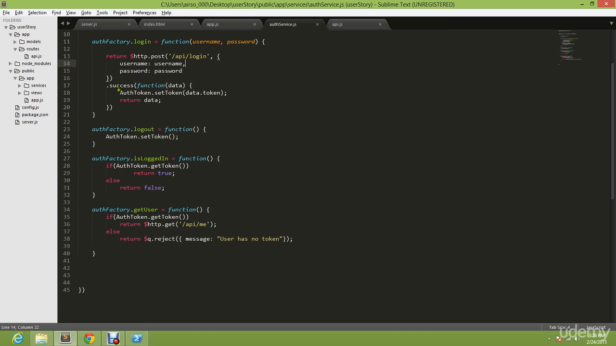 C:\Users\airso_000\Desktop\userStory\public\app\services\authService.js (userStory) - Sublime Text (UNREGISTERED)
File Edit Selection Find View Goto Tools Project Preferences Help
userStory
app
models
routes
api.js
node_modules
public
app
services
views
app.js
config.js
package.json
server.js
server.js
index.html
app.js
authService.js
api.js
10
11 authFactory.login = function(username, password) {
12
13 return $http.post('/api/login', {
14 username: username,
15 password: password
16 })
17 .success(function(data) {
18 AuthToken.setToken(data.token);
19 return data;
20 })
21 }
22
23 authFactory.logout = function() {
24 AuthToken.setToken();
25 }
26
27 authFactory.isLoggedIn = function() {
28 if(AuthToken.getToken())
29 return true;
30 else
31 return false;
32 }
33
34 authFactory.getUser = function() {
35 if(AuthToken.getToken())
36 return $http.get('/api/me');
37 else
38 return $q.reject({ message: "User has no token"});
39
40 }
41
42
43
44
45 })
Line 14, Column 32
Tab Size: 4
JavaScript
udemy
2/24/2015